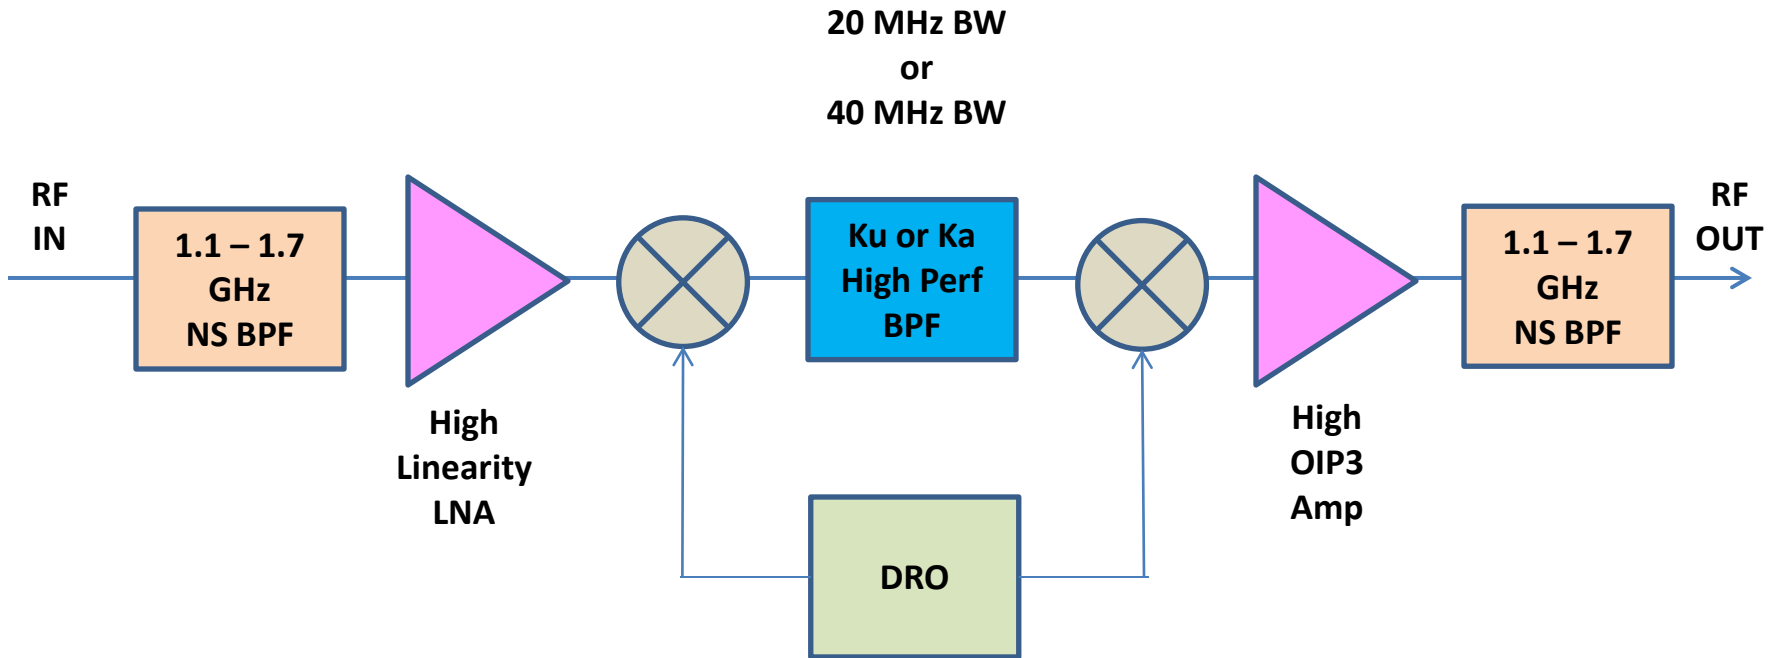 20 MHz BW
or
40 MHz BW
RF
IN
1.1 – 1.7
GHz
NS BPF
High
Linearity
LNA
Ku or Ka
High Perf
BPF
DRO
High
OIP3
Amp
1.1 – 1.7
GHz
NS BPF
RF
OUT